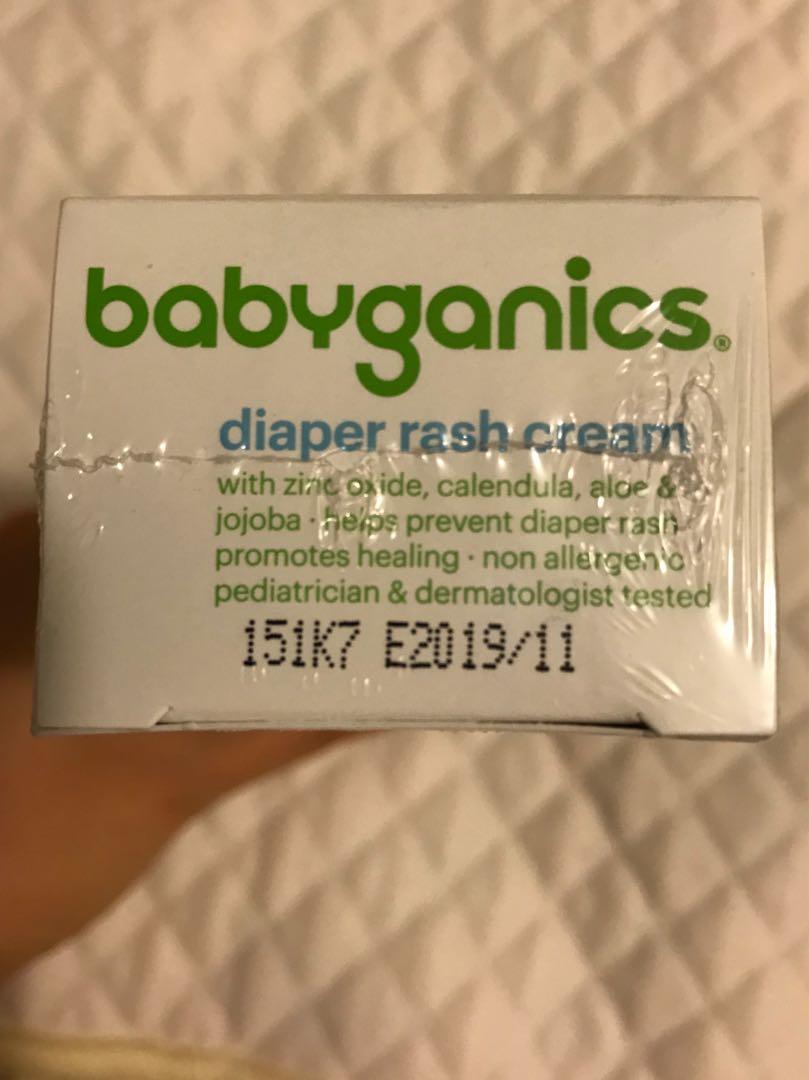 babyganics®
diaper rash cream
with zinc oxide, calendula, aloe &
jojoba · helps prevent diaper rash
promotes healing · non allergenic
pediatrician & dermatologist tested
151K7 E2019/11